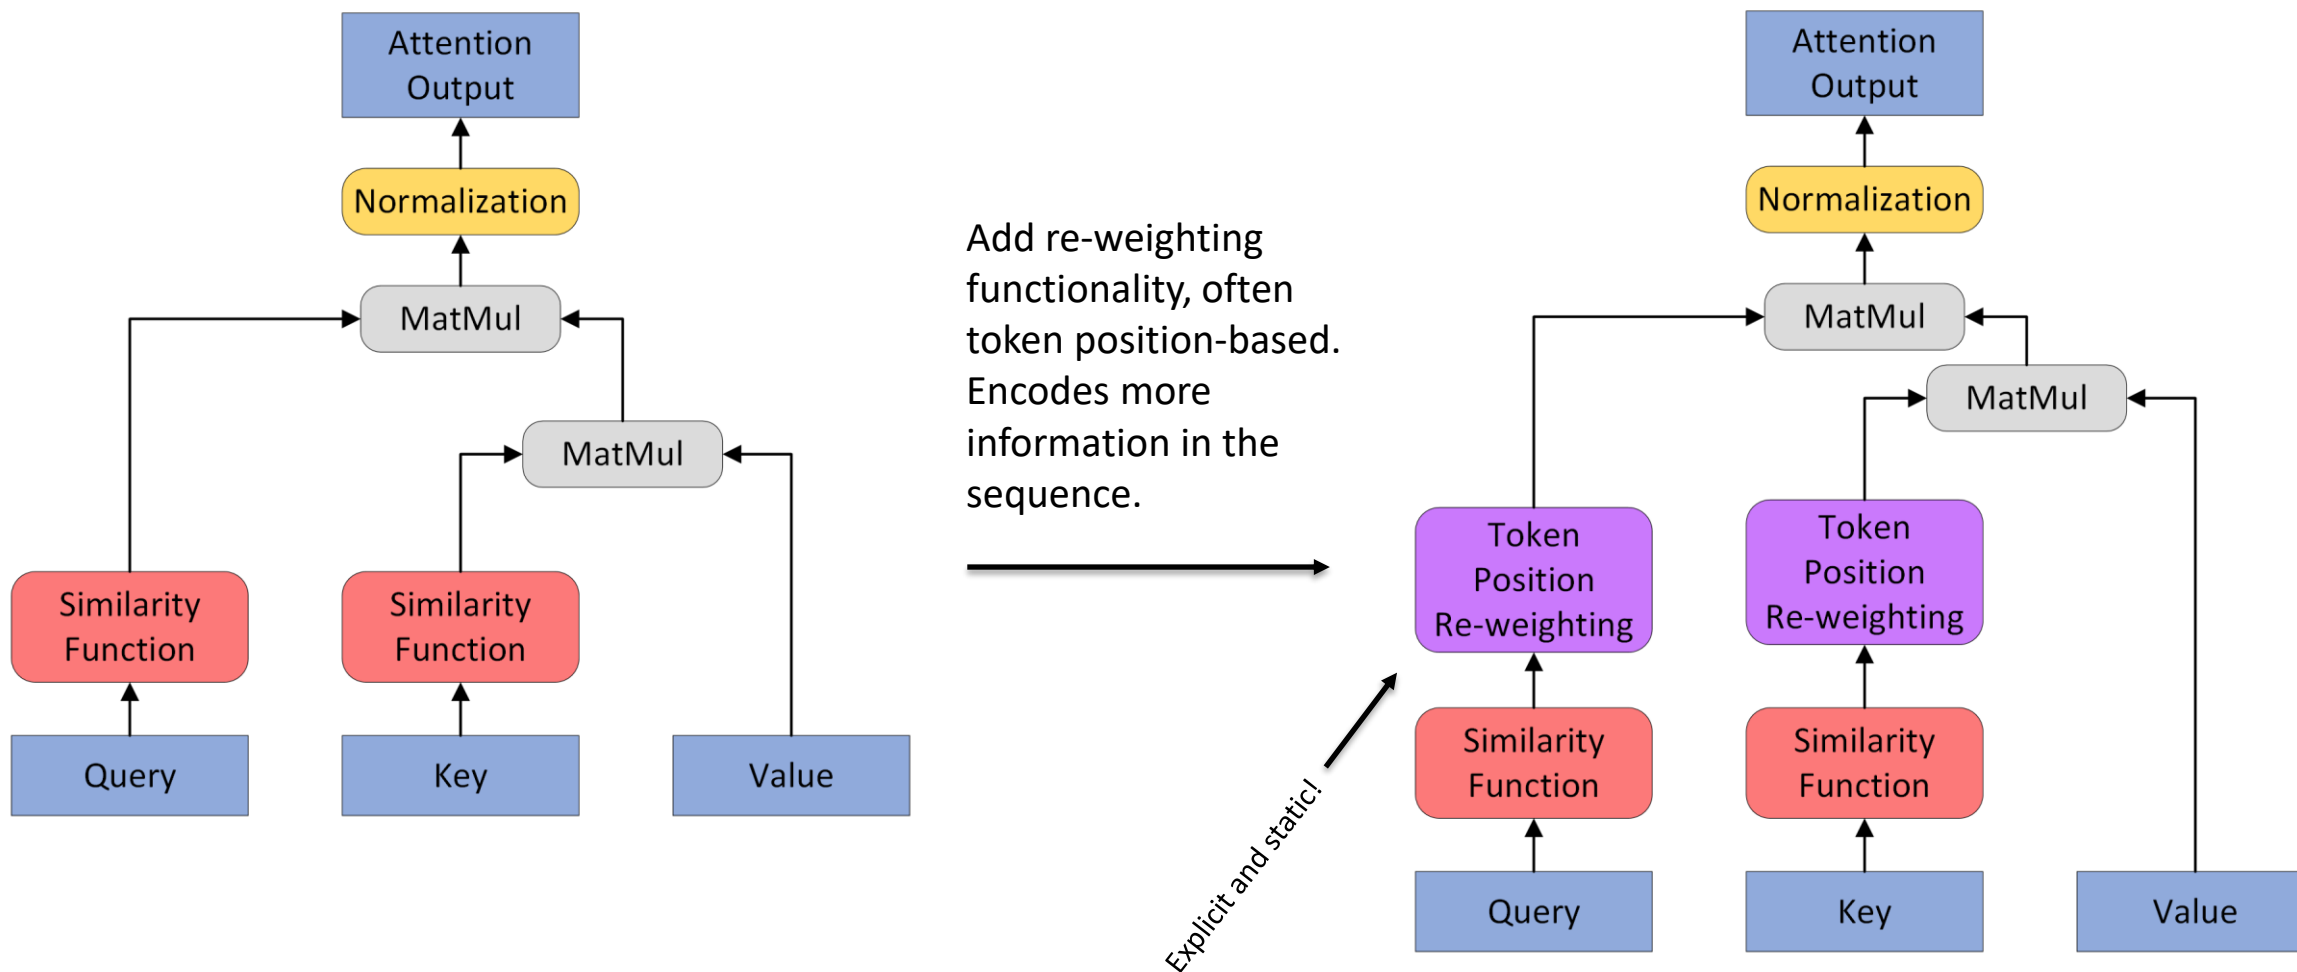 Attention
Output
Normalization
MatMul
MatMul
Similarity
Function
Similarity
Function
Query
Key
Value
Add re-weighting
functionality, often
token position-based.
Encodes more
information in the
sequence.
Explicit and static!
Attention
Output
Normalization
MatMul
MatMul
Token
Position
Re-weighting
Token
Position
Re-weighting
Similarity
Function
Similarity
Function
Query
Key
Value